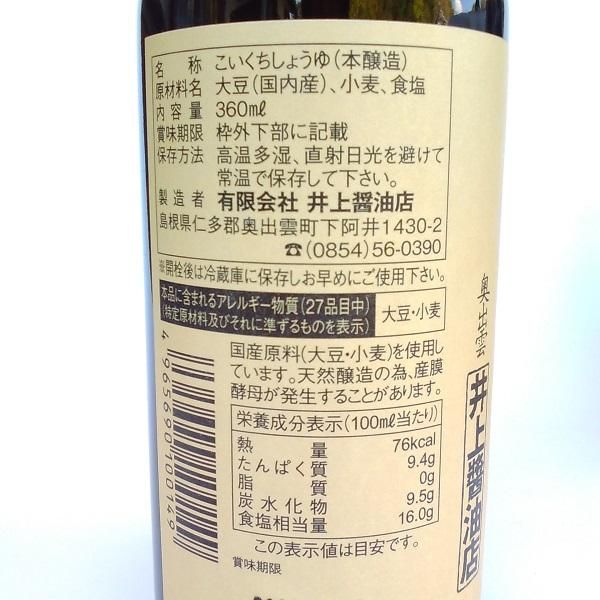 名称 こいくちしょうゆ(本醸造)
原材料名 大豆(国内産)、小麦、食塩
内容量 360mℓ
賞味期限 枠外下部に記載
保存方法 高温多湿、直射日光を避けて
常温で保存して下さい。
製造者 有限会社 井上醤油店
島根県仁多郡奥出雲町下阿井1430-2
☎(0854)56-0390
※開栓後は冷蔵庫に保存しお早めにご使用下さい。
本品に含まれるアレルギー物質(27品目中)
(特定原材料及びそれに準ずるものを表示)
大豆・小麦
国産原料(大豆・小麦)を使用し
ています。天然醸造の為、産膜
酵母が発生することがあります。
栄養成分表示(100mℓ当たり)
熱量 76kcal
たんぱく質 9.4g
脂質 0g
炭水化物 9.5g
食塩相当量 16.0g
この表示値は目安です。
賞味期限
4965690100149
奥出雲
井上醤油店